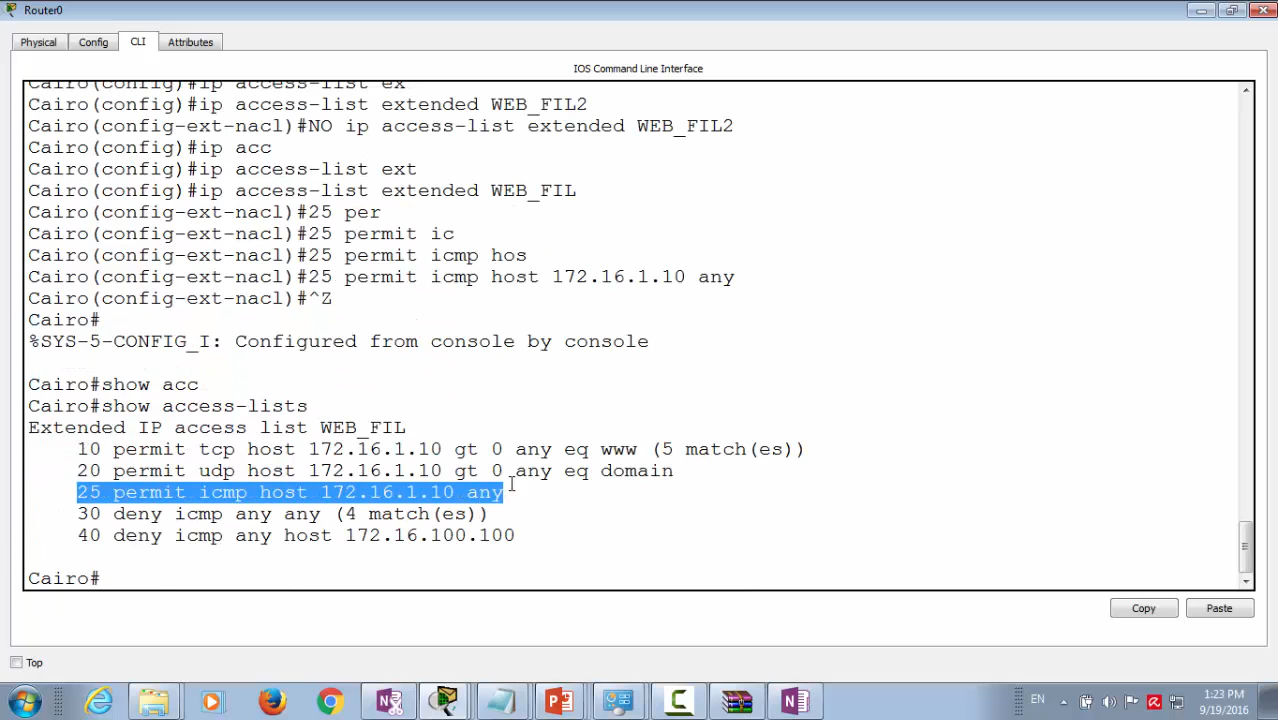 Router0
Physical Config CLI Attributes
IOS Command Line Interface
Cairo(config)#ip access-list ex
Cairo(config)#ip access-list extended WEB_FIL2
Cairo(config-ext-nacl)#NO ip access-list extended WEB_FIL2
Cairo(config)#ip acc
Cairo(config)#ip access-list ext
Cairo(config)#ip access-list extended WEB_FIL
Cairo(config-ext-nacl)#25 per
Cairo(config-ext-nacl)#25 permit ic
Cairo(config-ext-nacl)#25 permit icmp hos
Cairo(config-ext-nacl)#25 permit icmp host 172.16.1.10 any
Cairo(config-ext-nacl)#^Z
Cairo#
%SYS-5-CONFIG_I: Configured from console by console
Cairo#show acc
Cairo#show access-lists
Extended IP access list WEB_FIL
10 permit tcp host 172.16.1.10 gt 0 any eq www (5 match(es))
20 permit udp host 172.16.1.10 gt 0 any eq domain
25 permit icmp host 172.16.1.10 any
30 deny icmp any any (4 match(es))
40 deny icmp any host 172.16.100.100
Cairo#
Copy Paste
Top
EN
1:23 PM
9/19/2016